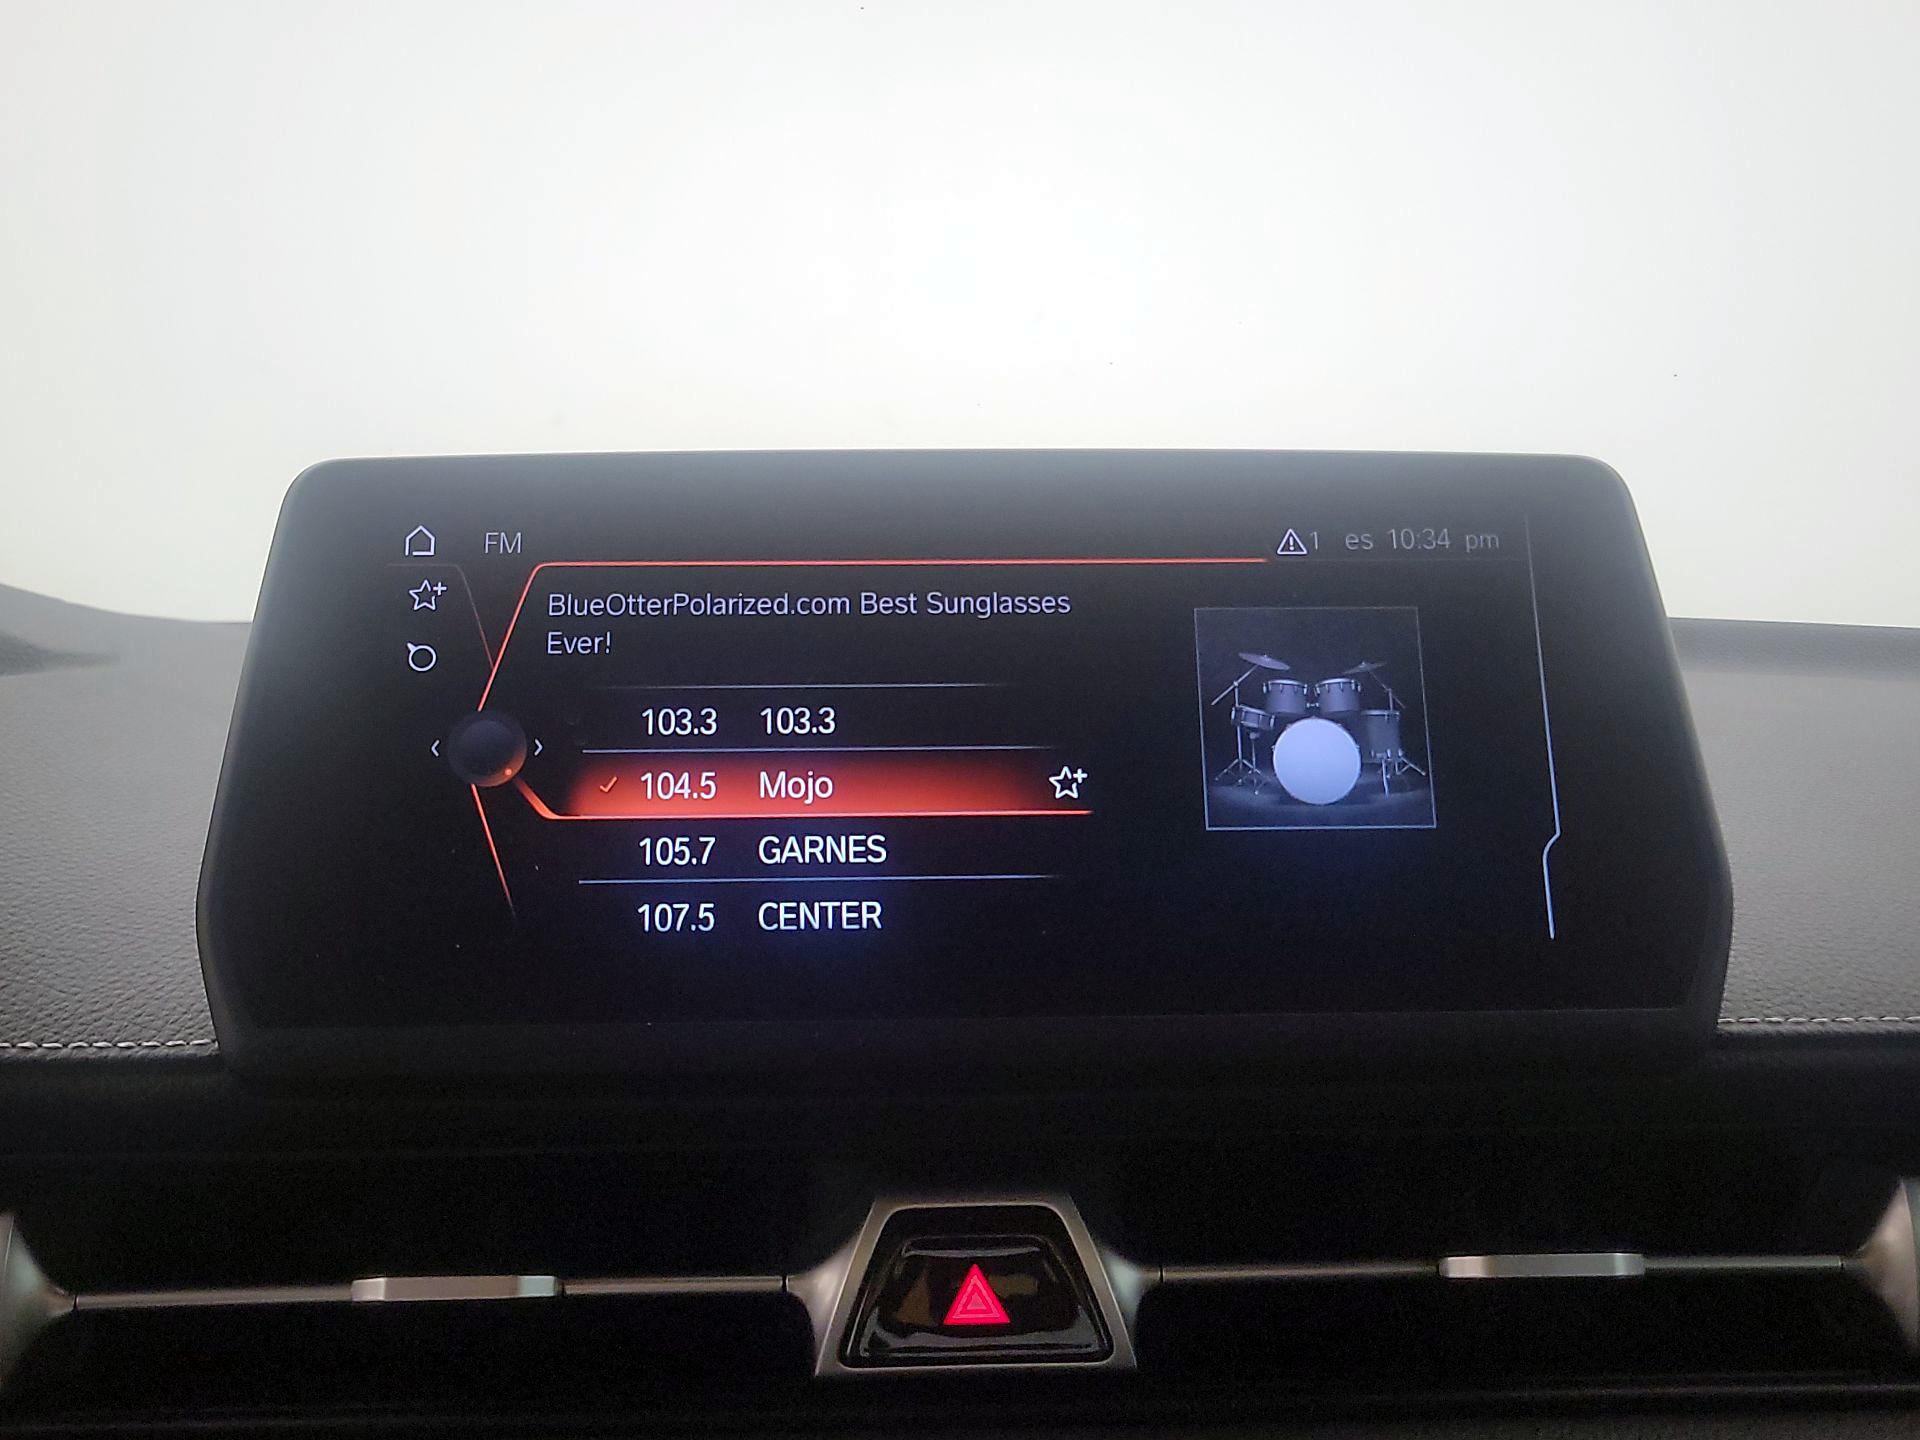 FM
1 es 10:34 pm
BlueOtterPolarized.com Best Sunglasses
Ever!
103.3 103.3
104.5 Mojo
105.7 GARNES
107.5 CENTER